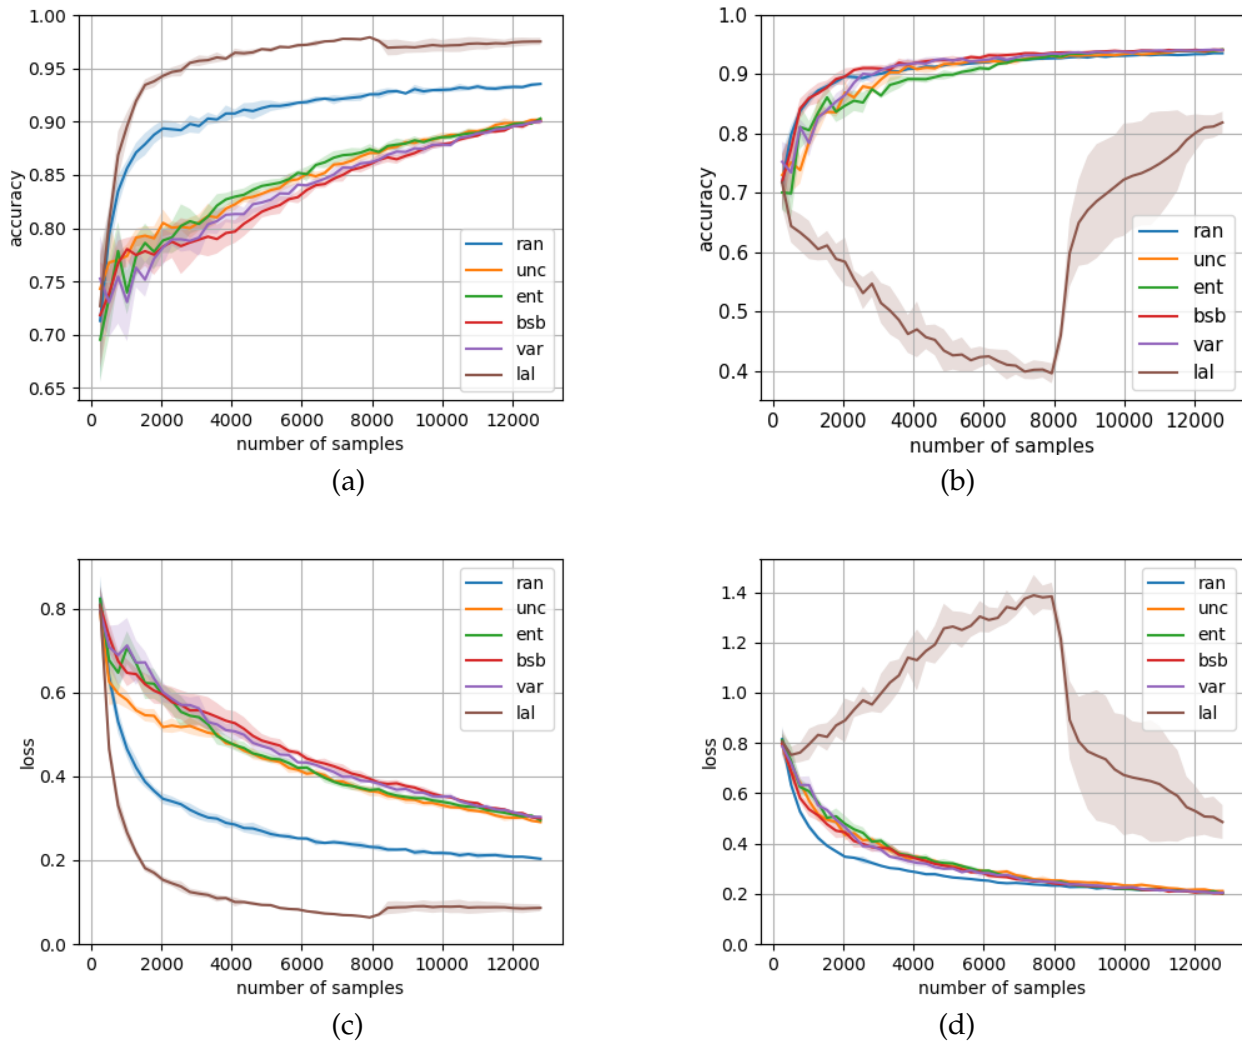 1.00
0.95
0.90
0.85
0.80
0.75
0.70
0.65
accuracy
ran
unc
ent
bsb
var
lal
0 2000 4000 6000 8000 10000 12000
number of samples
(a)
1.0
0.9
0.8
0.7
0.6
0.5
0.4
accuracy
ran
unc
ent
bsb
var
lal
0 2000 4000 6000 8000 10000 12000
number of samples
(b)
0.8
0.6
0.4
0.2
0.0
loss
ran
unc
ent
bsb
var
lal
0 2000 4000 6000 8000 10000 12000
number of samples
(c)
1.4
1.2
1.0
0.8
0.6
0.4
0.2
0.0
loss
ran
unc
ent
bsb
var
lal
0 2000 4000 6000 8000 10000 12000
number of samples
(d)